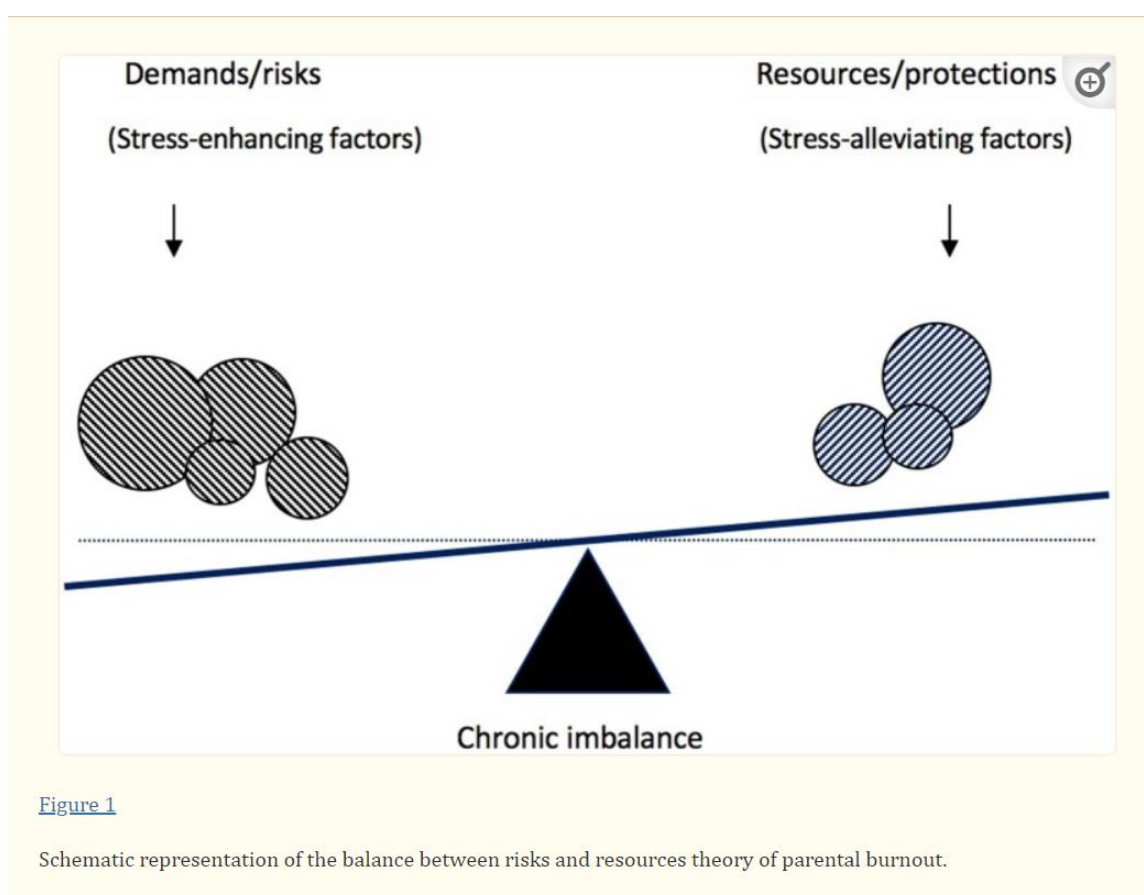 Demands/risks
Resources/protections
(Stress-enhancing factors)
(Stress-alleviating factors)
Chronic imbalance
Figure 1
Schematic representation of the balance between risks and resources theory of parental burnout.